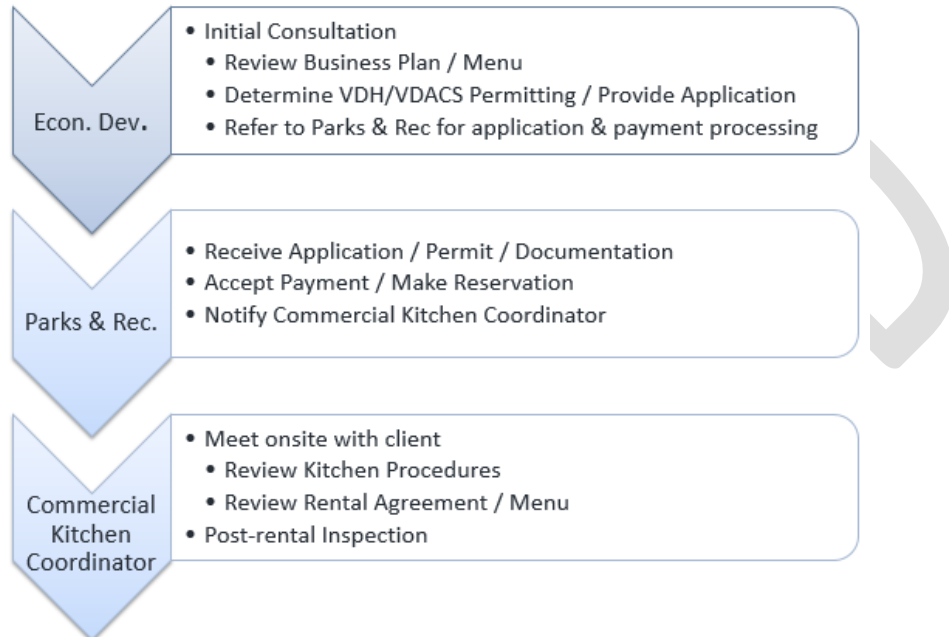 Econ. Dev.
• Initial Consultation
• Review Business Plan / Menu
• Determine VDH/VDACS Permitting / Provide Application
• Refer to Parks & Rec for application & payment processing
Parks & Rec.
• Receive Application / Permit / Documentation
• Accept Payment / Make Reservation
• Notify Commercial Kitchen Coordinator
Commercial
Kitchen
Coordinator
• Meet onsite with client
• Review Kitchen Procedures
• Review Rental Agreement / Menu
• Post-rental Inspection